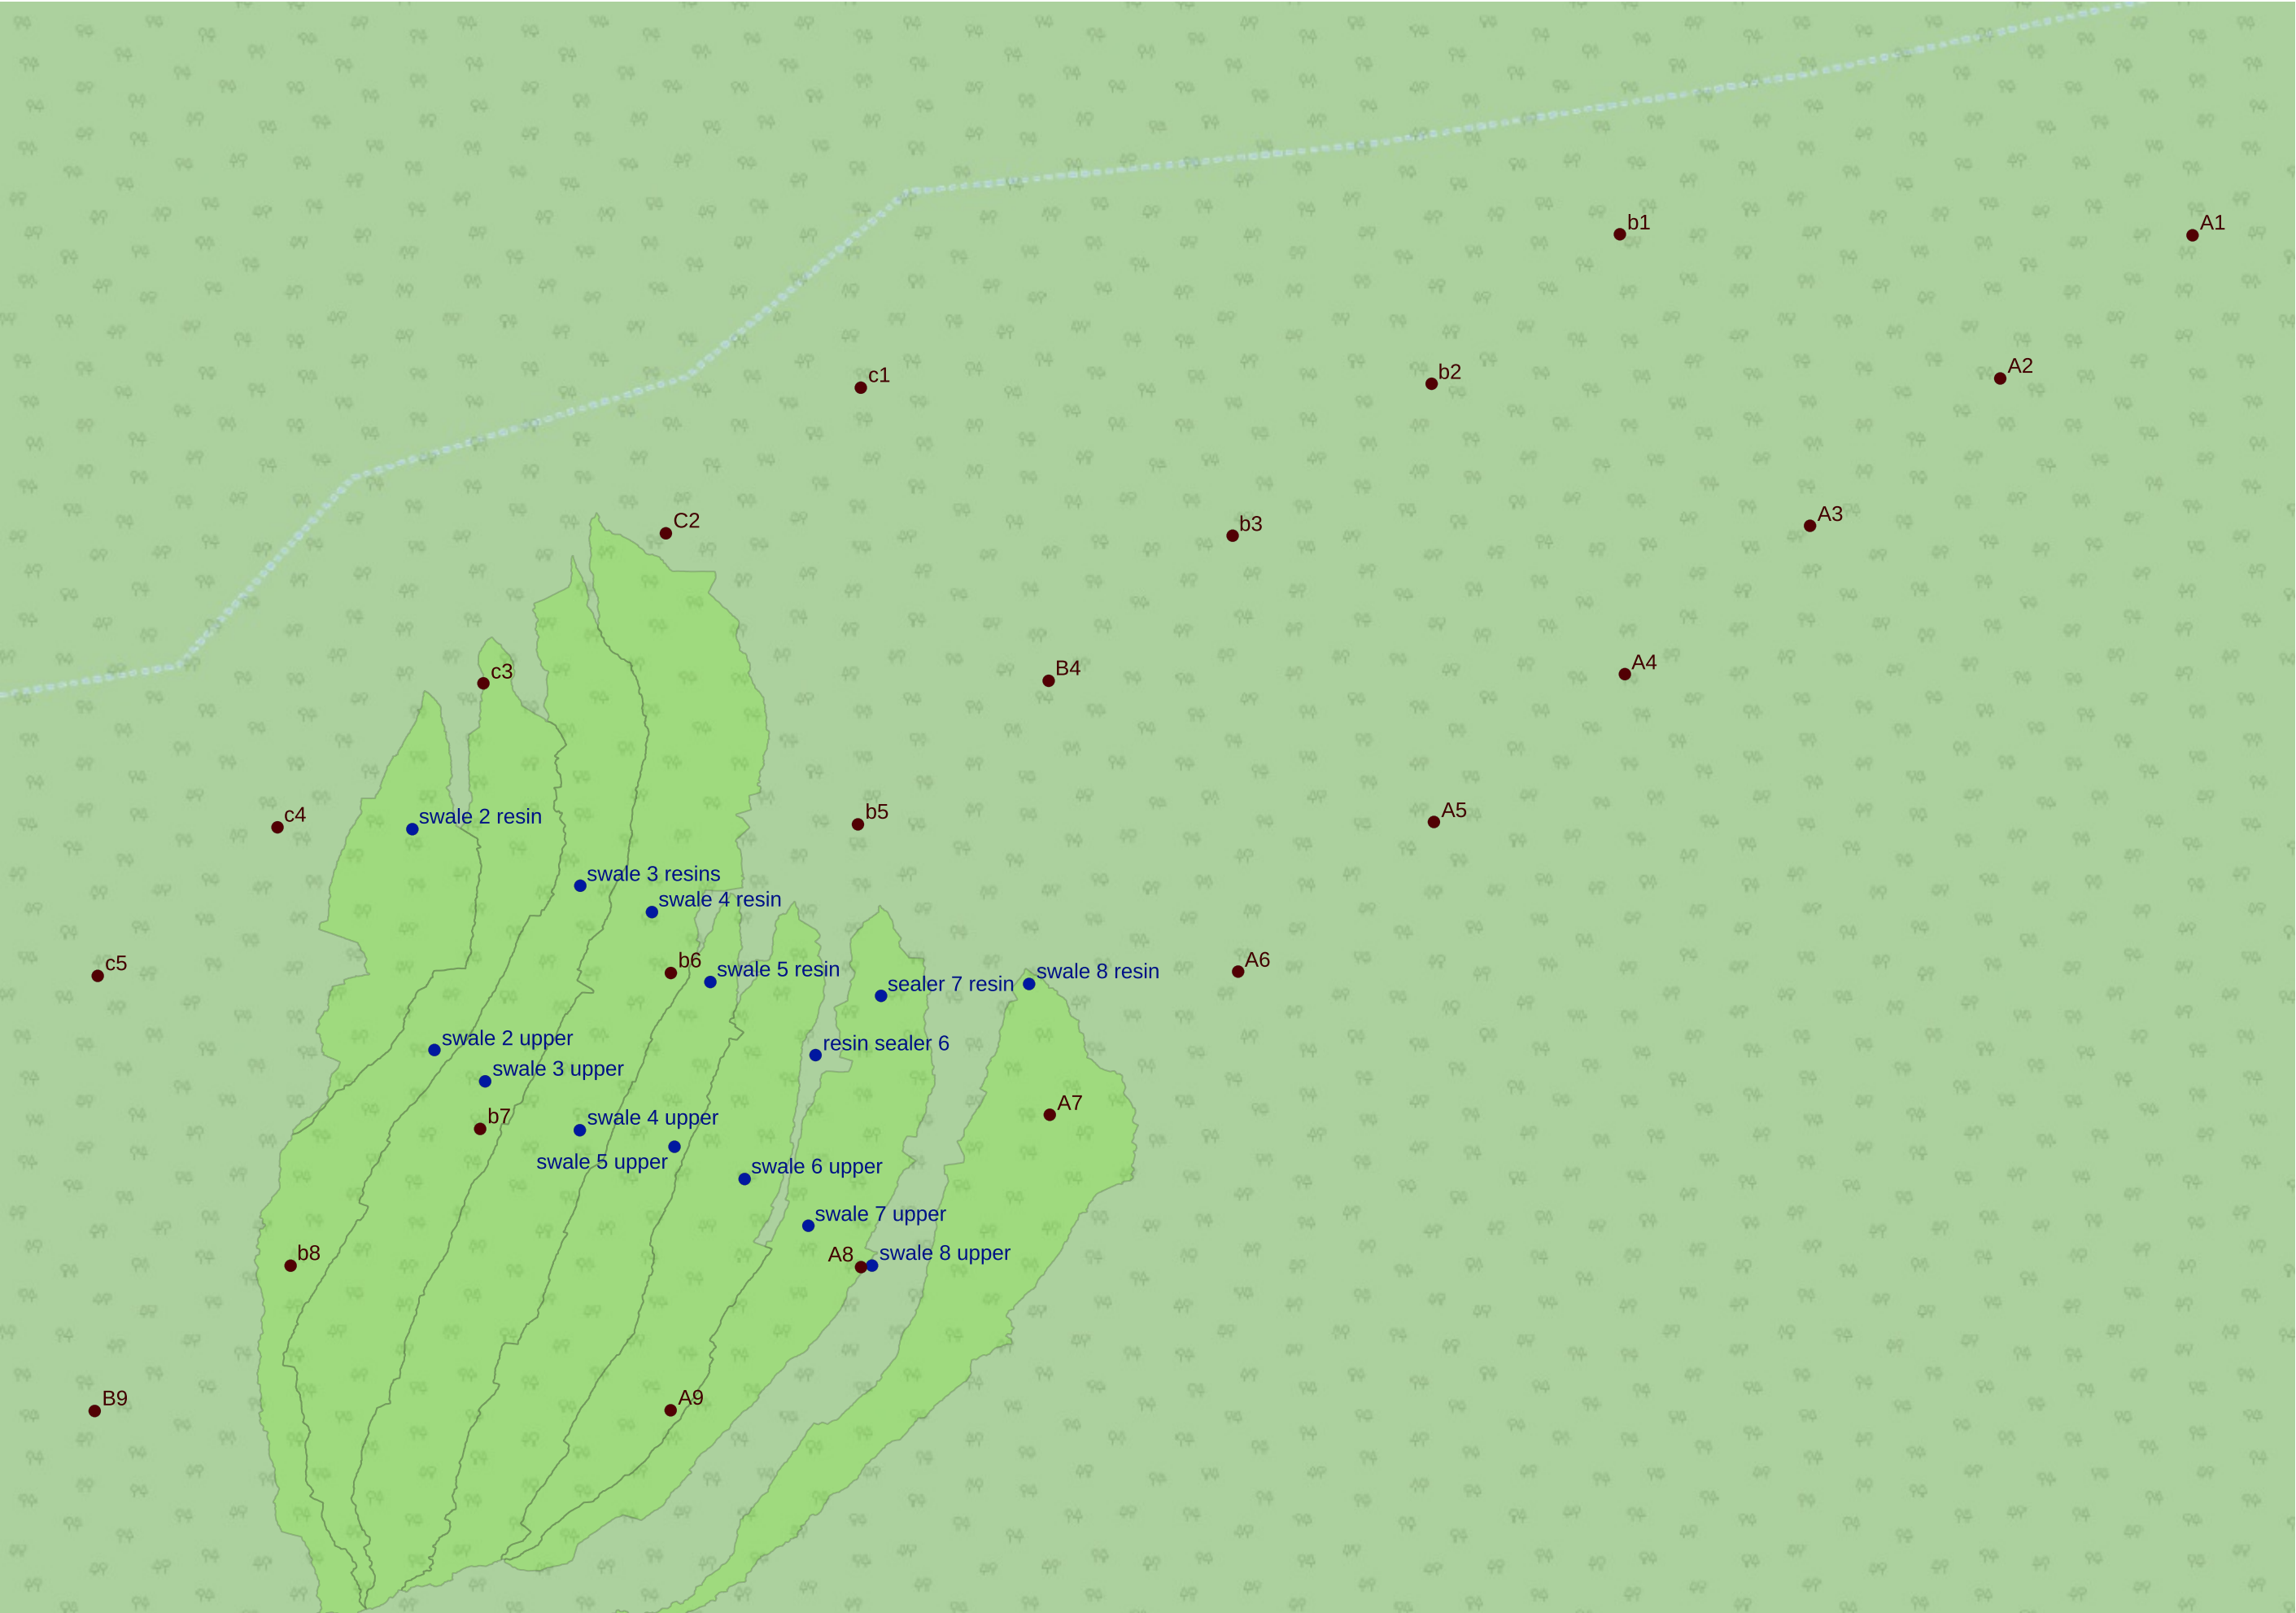 b1
A1
A2
b2
c1
A3
C2
b3
A4
B4
c3
A5
b5
c4
swale 2 resin
swale 3 resins
swale 4 resin
b6
A6
c5
swale 5 resin
swale 8 resin
sealer 7 resin
swale 2 upper
resin sealer 6
swale 3 upper
A7
b7
swale 4 upper
swale 5 upper
swale 6 upper
swale 7 upper
b8
A8
swale 8 upper
A9
B9